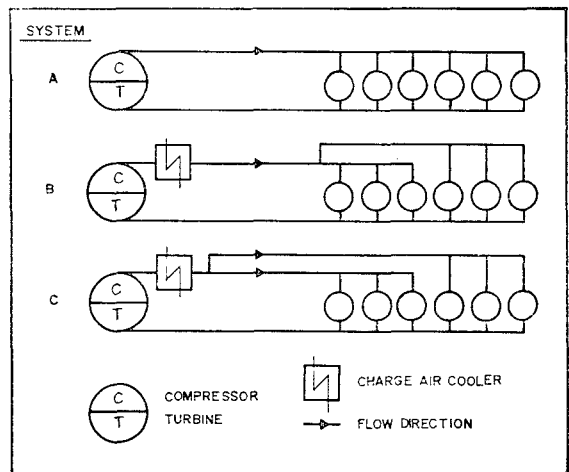 SYSTEM
A
C
T
B
C
T
C
C
T
C
T
COMPRESSOR
TURBINE
CHARGE AIR COOLER
FLOW DIRECTION